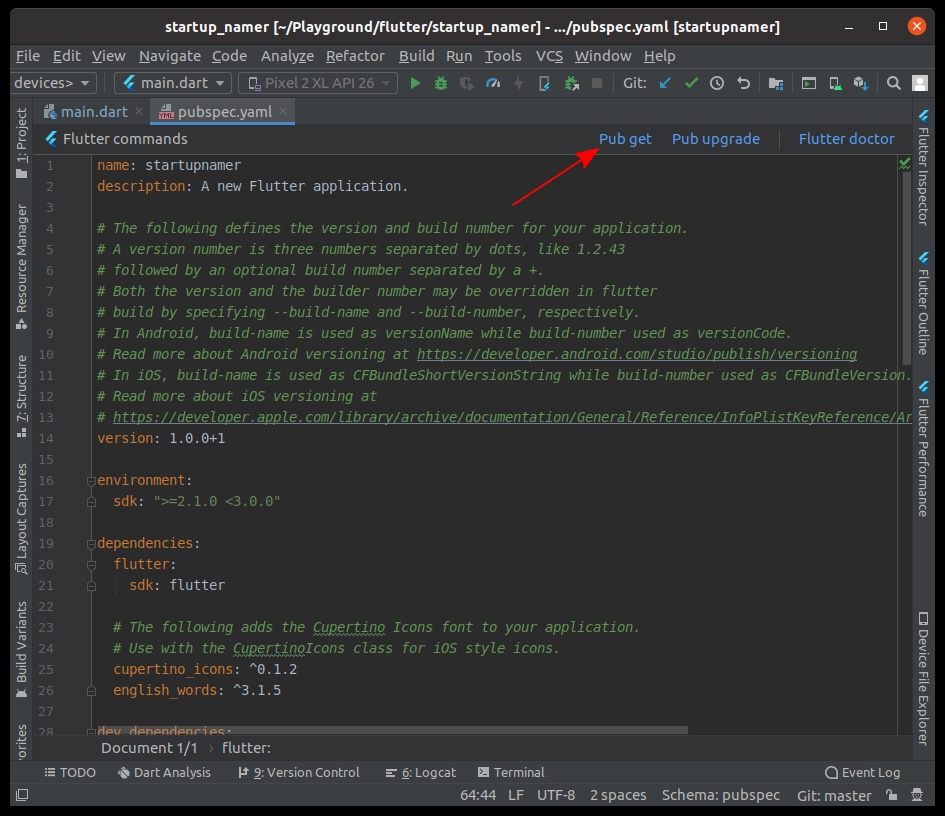 startup_namer [~/Playground/flutter/startup_namer] - .../pubspec.yaml [startupnamer]
File Edit View Navigate Code Analyze Refactor Build Run Tools VCS Window Help
devices> main.dart Pixel 2 XL API 26 Git:
main.dart pubspec.yaml
Flutter commands Pub get Pub upgrade Flutter doctor
1 name: startupnamer
2 description: A new Flutter application.
3
4 # The following defines the version and build number for your application.
5 # A version number is three numbers separated by dots, like 1.2.43
6 # followed by an optional build number separated by a +.
7 # Both the version and the builder number may be overridden in flutter
8 # build by specifying --build-name and --build-number, respectively.
9 # In Android, build-name is used as versionName while build-number used as versionCode.
10 # Read more about Android versioning at https://developer.android.com/studio/publish/versioning
11 # In iOS, build-name is used as CFBundleShortVersionString while build-number used as CFBundleVersion.
12 # Read more about iOS versioning at
13 # https://developer.apple.com/library/archive/documentation/General/Reference/InfoPlistKeyReference/Ar
14 version: 1.0.0+1
15
16 environment:
17 sdk: ">=2.1.0 <3.0.0"
18
19 dependencies:
20 flutter:
21 sdk: flutter
22
23 # The following adds the Cupertino Icons font to your application.
24 # Use with the CupertinoIcons class for iOS style icons.
25 cupertino_icons: ^0.1.2
26 english_words: ^3.1.5
27
28 dev_dependencies:
Document 1/1 › flutter:
1: Project
Resource Manager
7: Structure
Layout Captures
Build Variants
vorites
Flutter Inspector
Flutter Outline
Flutter Performance
Device File Explorer
TODO Dart Analysis 9: Version Control 6: Logcat Terminal Event Log
64:44 LF UTF-8 2 spaces Schema: pubspec Git: master